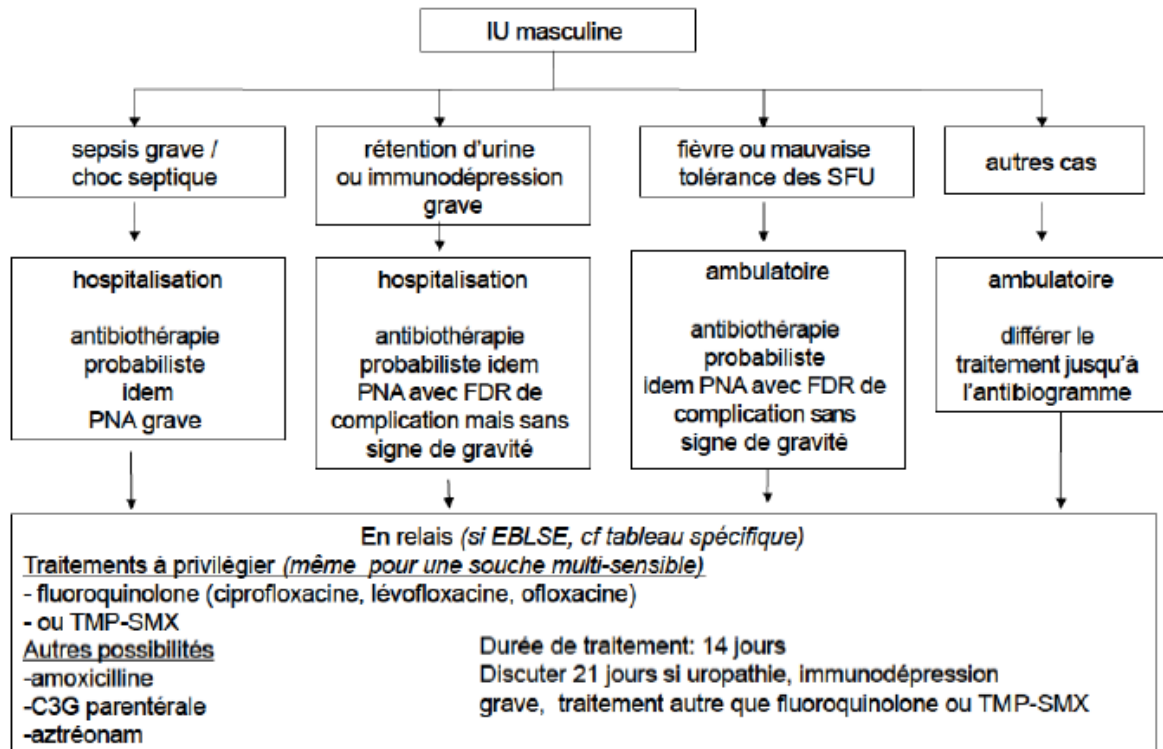 IU masculine
sepsis grave /
choc septique
rétention d'urine
ou immunodépression
grave
fièvre ou mauvaise
tolérance des SFU
autres cas
hospitalisation
antibiothérapie
probabiliste
idem
PNA grave
hospitalisation
antibiothérapie
probabiliste idem
PNA avec FDR de
complication mais sans
signe de gravité
ambulatoire
antibiothérapie
probabiliste
idem PNA avec FDR de
complication sans
signe de gravité
ambulatoire
différer le
traitement jusqu'à
l'antibiogramme
En relais (si EBLSE, cf tableau spécifique)
Traitements à privilégier (même pour une souche multi-sensible)
- fluoroquinolone (ciprofloxacine, lévofloxacine, ofloxacine)
- ou TMP-SMX
Autres possibilités
-amoxicilline
-C3G parentérale
-aztréonam
Durée de traitement: 14 jours
Discuter 21 jours si uropathie, immunodépression
grave, traitement autre que fluoroquinolone ou TMP-SMX